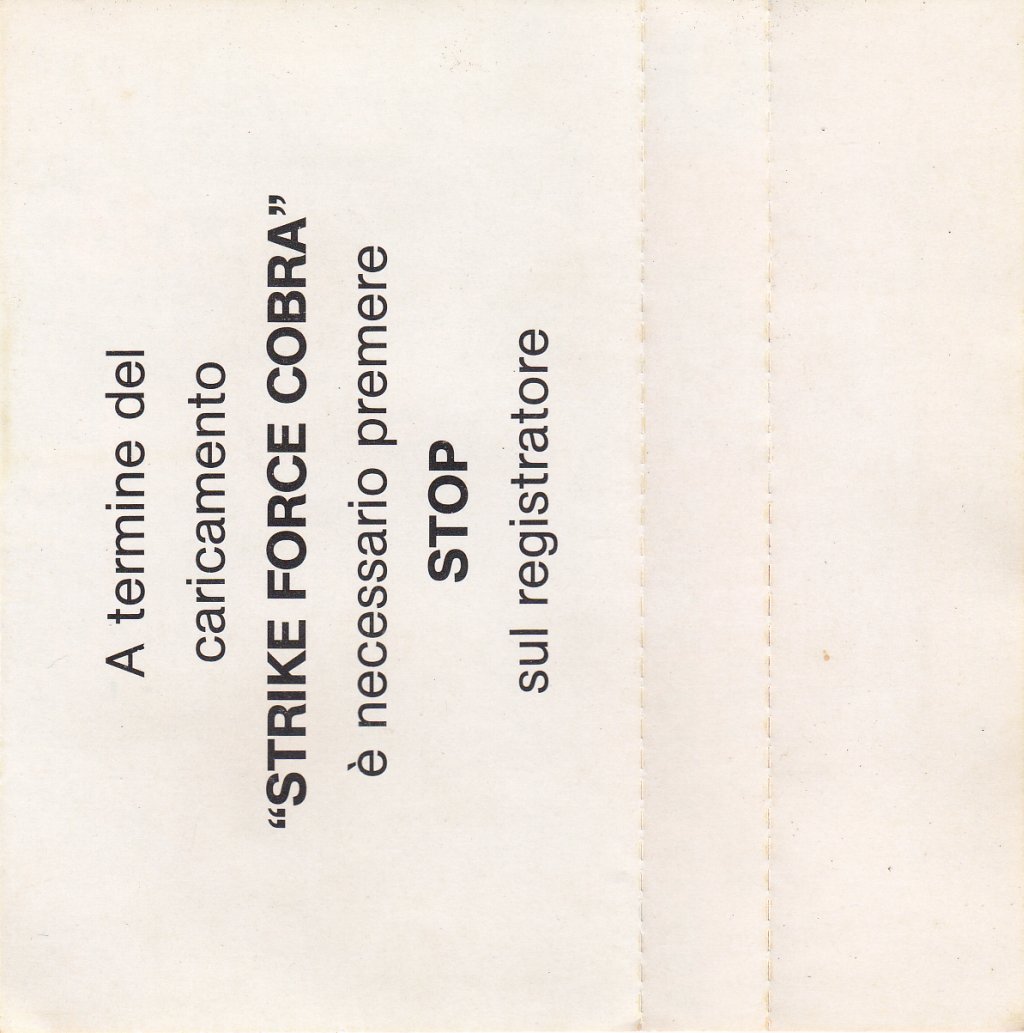 A termine del
caricamento
“STRIKE FORCE COBRA”
è necessario premere
STOP
sul registratore